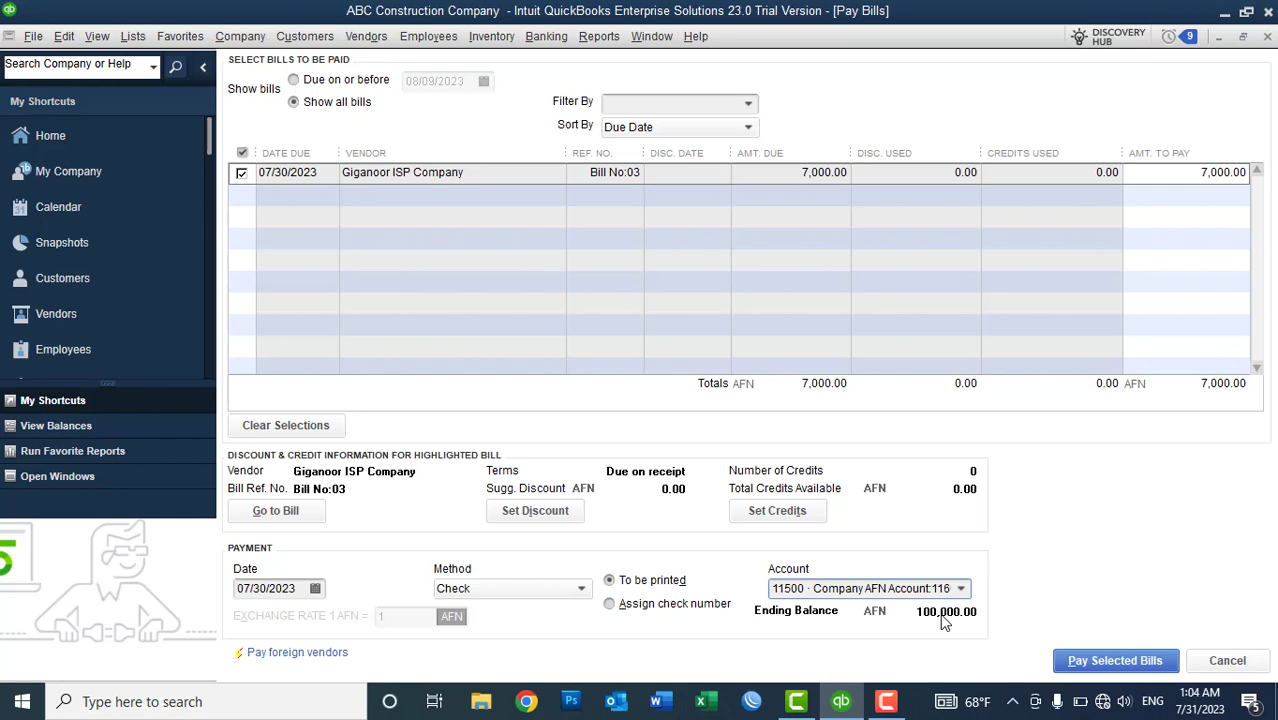 ABC Construction Company - Intuit QuickBooks Enterprise Solutions 23.0 Trial Version - [Pay Bills]
File Edit View Lists Favorites Company Customers Vendors Employees Inventory Banking Reports Window Help DISCOVERY HUB 9
Search Company or Help
My Shortcuts
Home
My Company
Calendar
Snapshots
Customers
Vendors
Employees
My Shortcuts
View Balances
Run Favorite Reports
Open Windows
SELECT BILLS TO BE PAID
Show bills
Due on or before 08/09/2023
Show all bills
Filter By
Sort By Due Date
DATE DUE VENDOR REF. NO. DISC. DATE AMT. DUE DISC. USED CREDITS USED AMT. TO PAY
07/30/2023 Giganoor ISP Company Bill No:03 7,000.00 0.00 0.00 7,000.00
Totals AFN 7,000.00 0.00 0.00 AFN 7,000.00
Clear Selections
DISCOUNT & CREDIT INFORMATION FOR HIGHLIGHTED BILL
Vendor Giganoor ISP Company Terms Due on receipt Number of Credits 0
Bill Ref. No. Bill No:03 Sugg. Discount AFN 0.00 Total Credits Available AFN 0.00
Go to Bill Set Discount Set Credits
PAYMENT
Date Method Account
07/30/2023 Check To be printed 11500 · Company AFN Account:116
Assign check number
Ending Balance AFN 100,000.00
EXCHANGE RATE 1 AFN = 1 AFN
Pay foreign vendors
Pay Selected Bills Cancel
Type here to search
68°F ENG
1:04 AM
7/31/2023
5